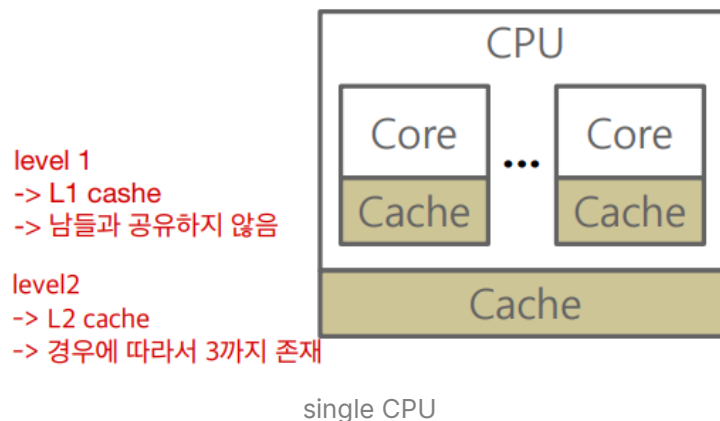 CPU
Core
...
Core
Cache
Cache
Cache
level 1
-> L1 cashe
-> 남들과 공유하지 않음
level2
-> L2 cache
-> 경우에 따라서 3까지 존재
single CPU